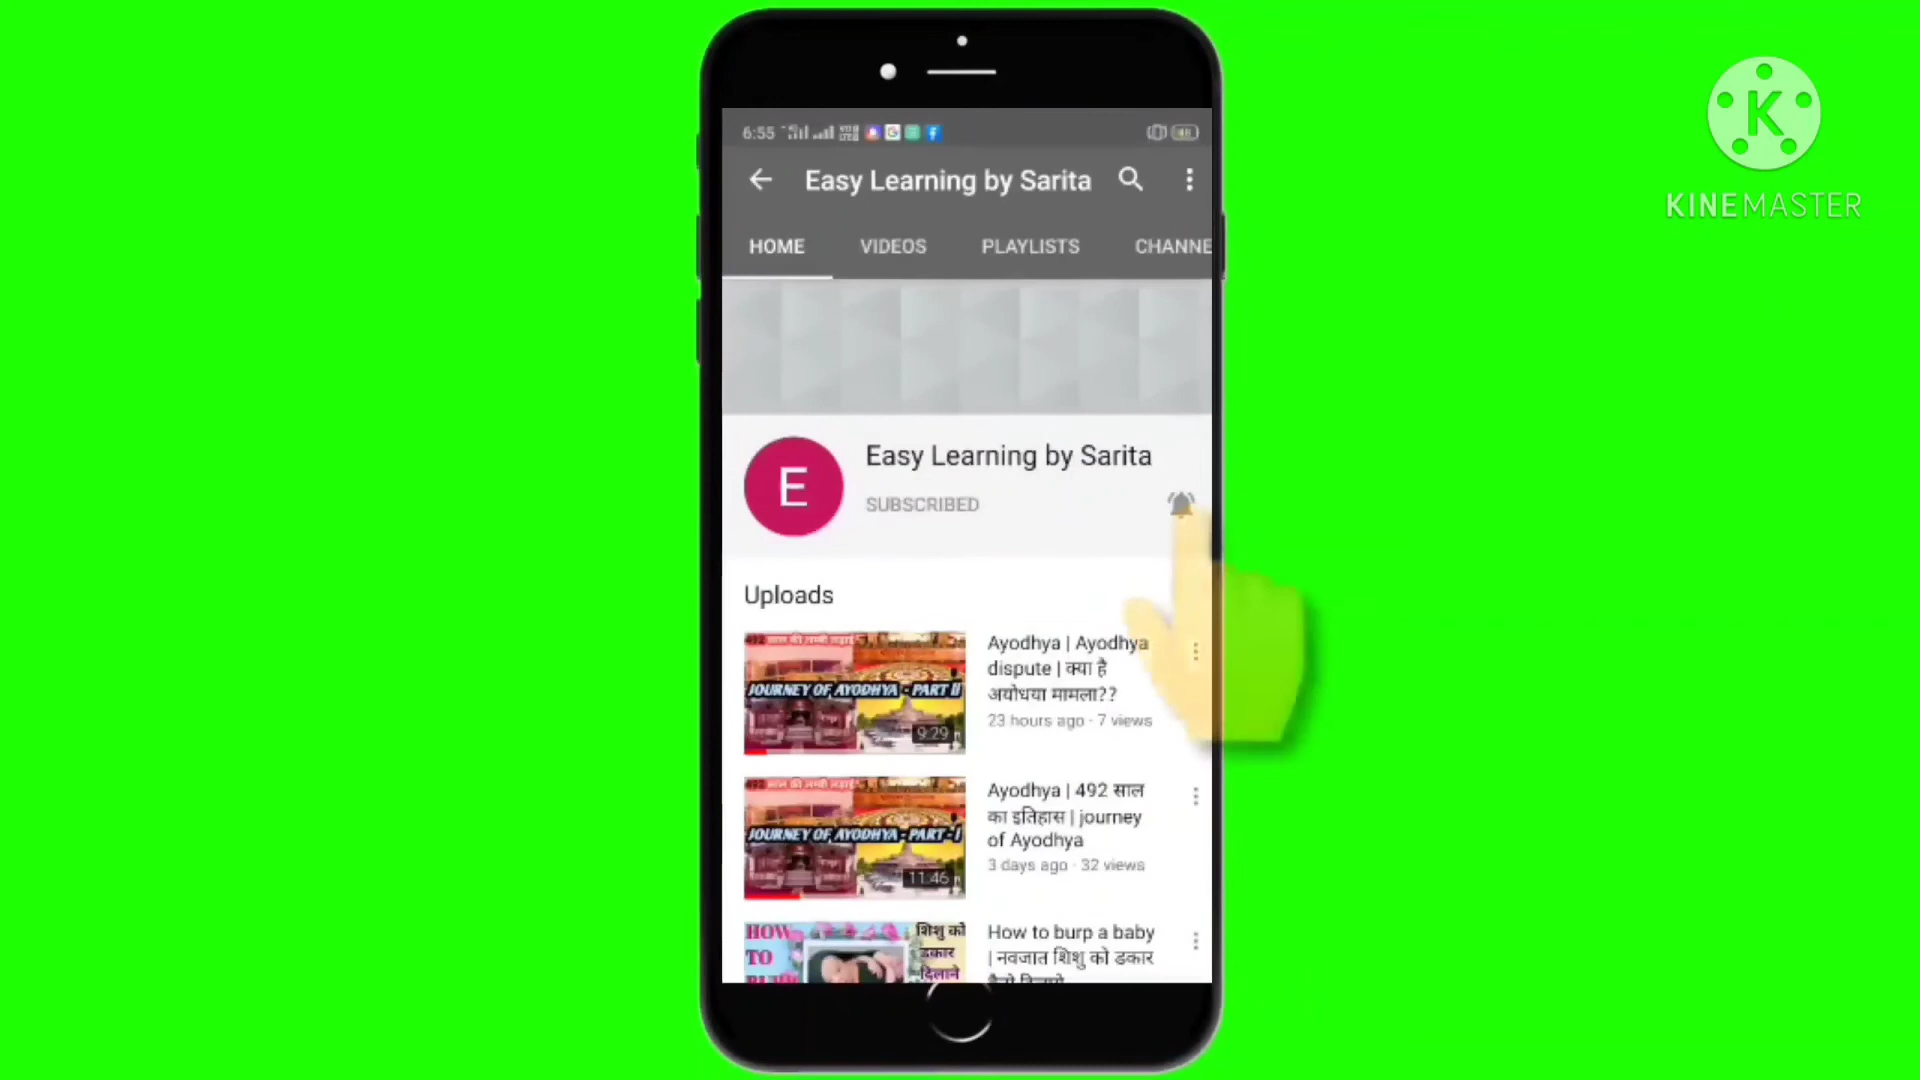 6:55
48
Easy Learning by Sarita
HOME VIDEOS PLAYLISTS CHANNE
E
Easy Learning by Sarita
SUBSCRIBED
Uploads
JOURNEY OF AYODHYA - PART II
9:29
Ayodhya | Ayodhya
dispute | क्या है
अयोधया मामला??
23 hours ago · 7 views
JOURNEY OF AYODHYA - PART - I
11:46
Ayodhya | 492 साल
का इतिहास | journey
of Ayodhya
3 days ago · 32 views
HOW
TO
शिशु को
डकार
दिलाने
How to burp a baby
| नवजात शिशु को डकार
K
KINEMASTER